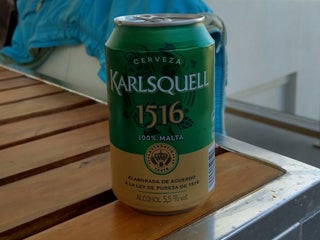 CERVEZA
KARLSQUELL
1516
100% MALTA
ELABORADA DE ACUERDO
A LA LEY DE PUREZA DE 1516
ALCOHOL 5,5 % vol.